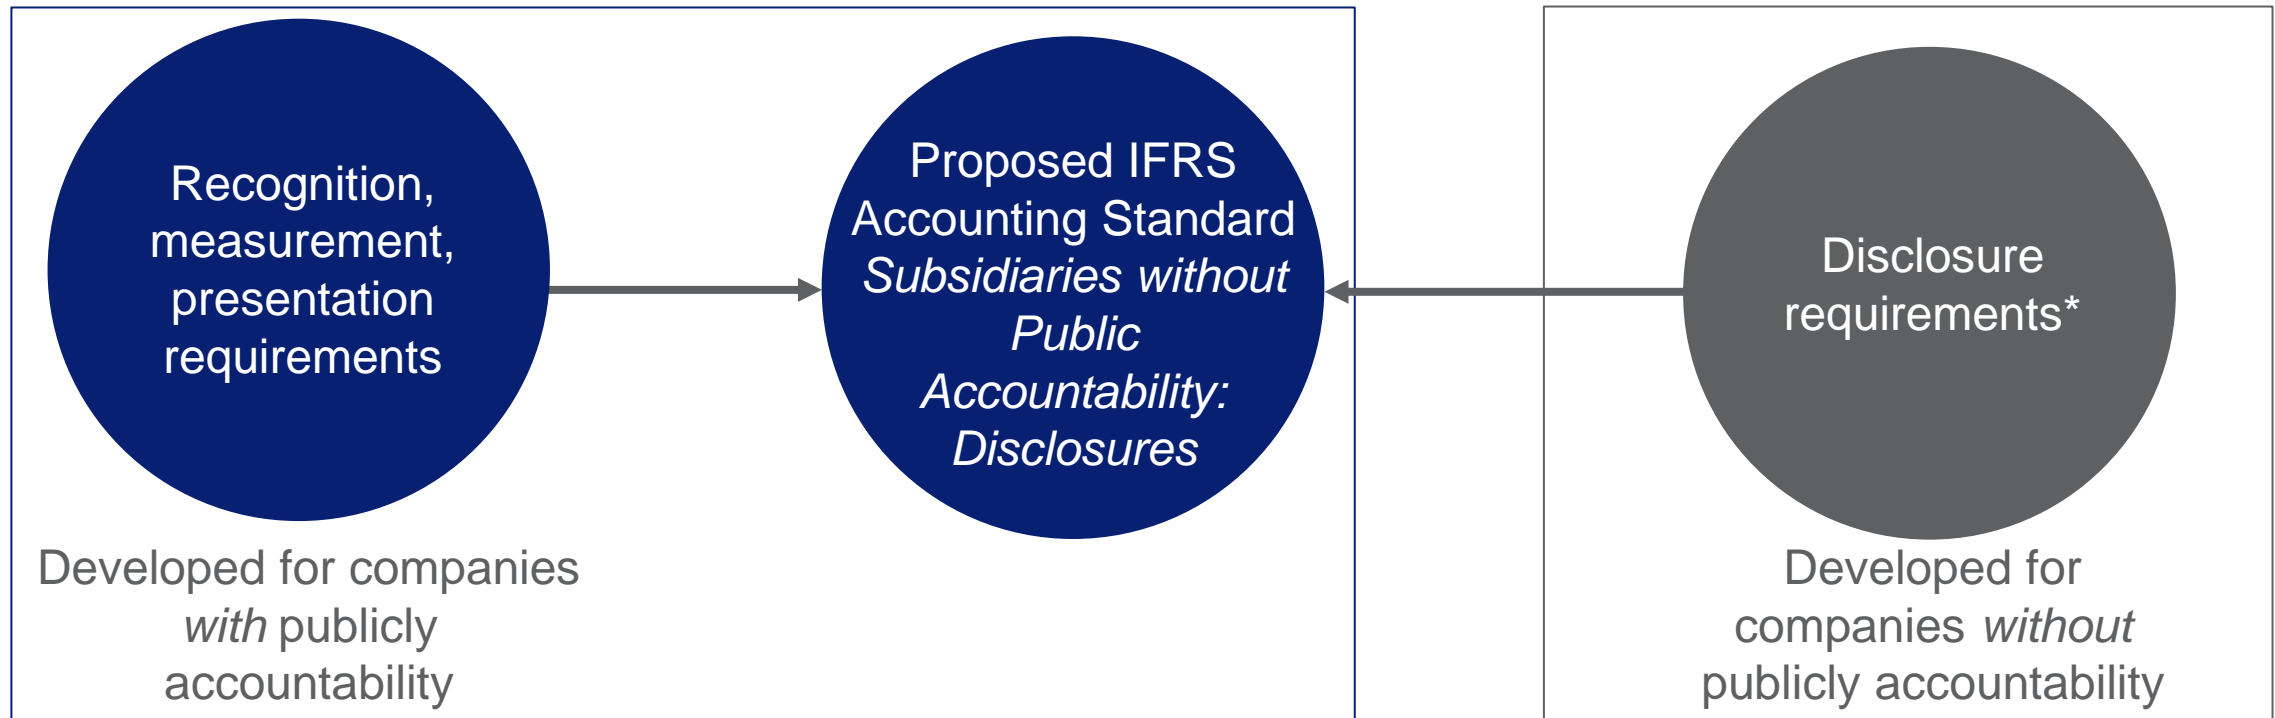 Recognition,
measurement,
presentation
requirements
Developed for companies
with publicly
accountability
Proposed IFRS
Accounting Standard
Subsidiaries without
Public
Accountability:
Disclosures
Disclosure
requirements*
Developed for
companies without
publicly accountability